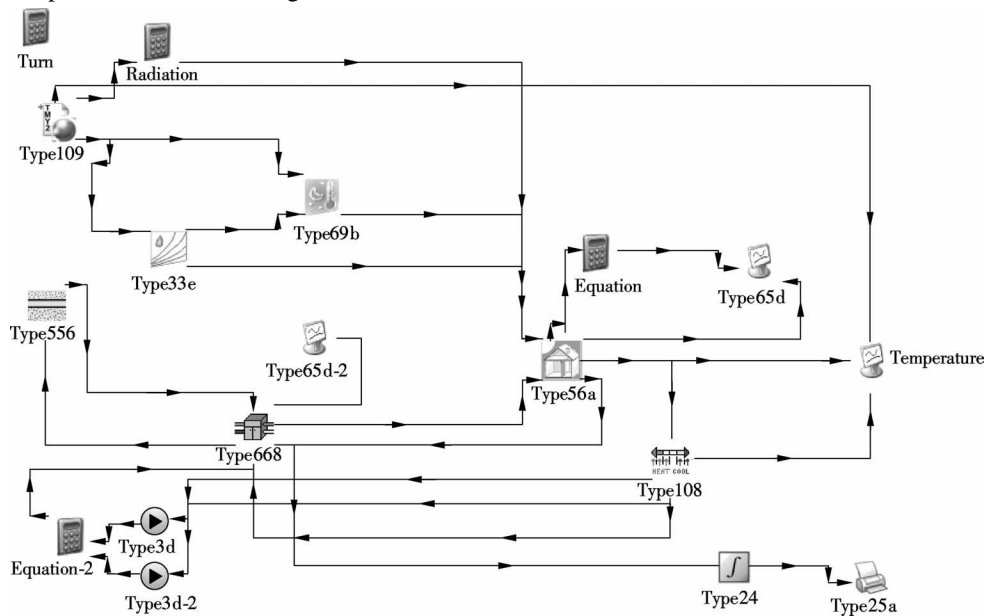 Turn
Radiation
TMY2
Type109
Type69b
Type33e
Equation
Type65d
Type556
Type65d-2
Type56a
Temperature
Type668
HEAT COOL
Type108
Type3d
Equation-2
Type3d-2
Type24
Type25a